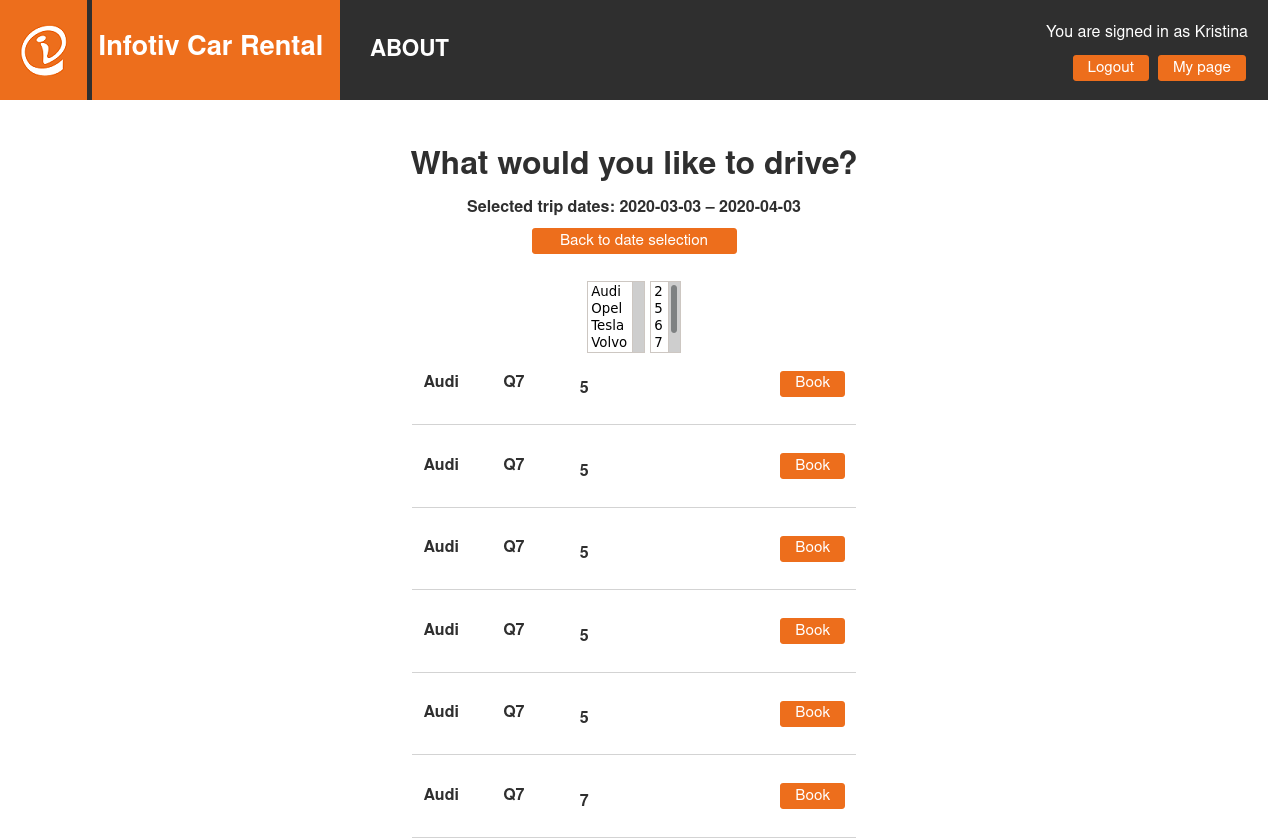 Infotiv Car Rental
ABOUT
You are signed in as Kristina
Logout
My page
What would you like to drive?
Selected trip dates: 2020-03-03 – 2020-04-03
Back to date selection
Audi
Opel
Tesla
Volvo
2
5
6
7
Audi Q7 5 Book
Audi Q7 5 Book
Audi Q7 5 Book
Audi Q7 5 Book
Audi Q7 5 Book
Audi Q7 7 Book